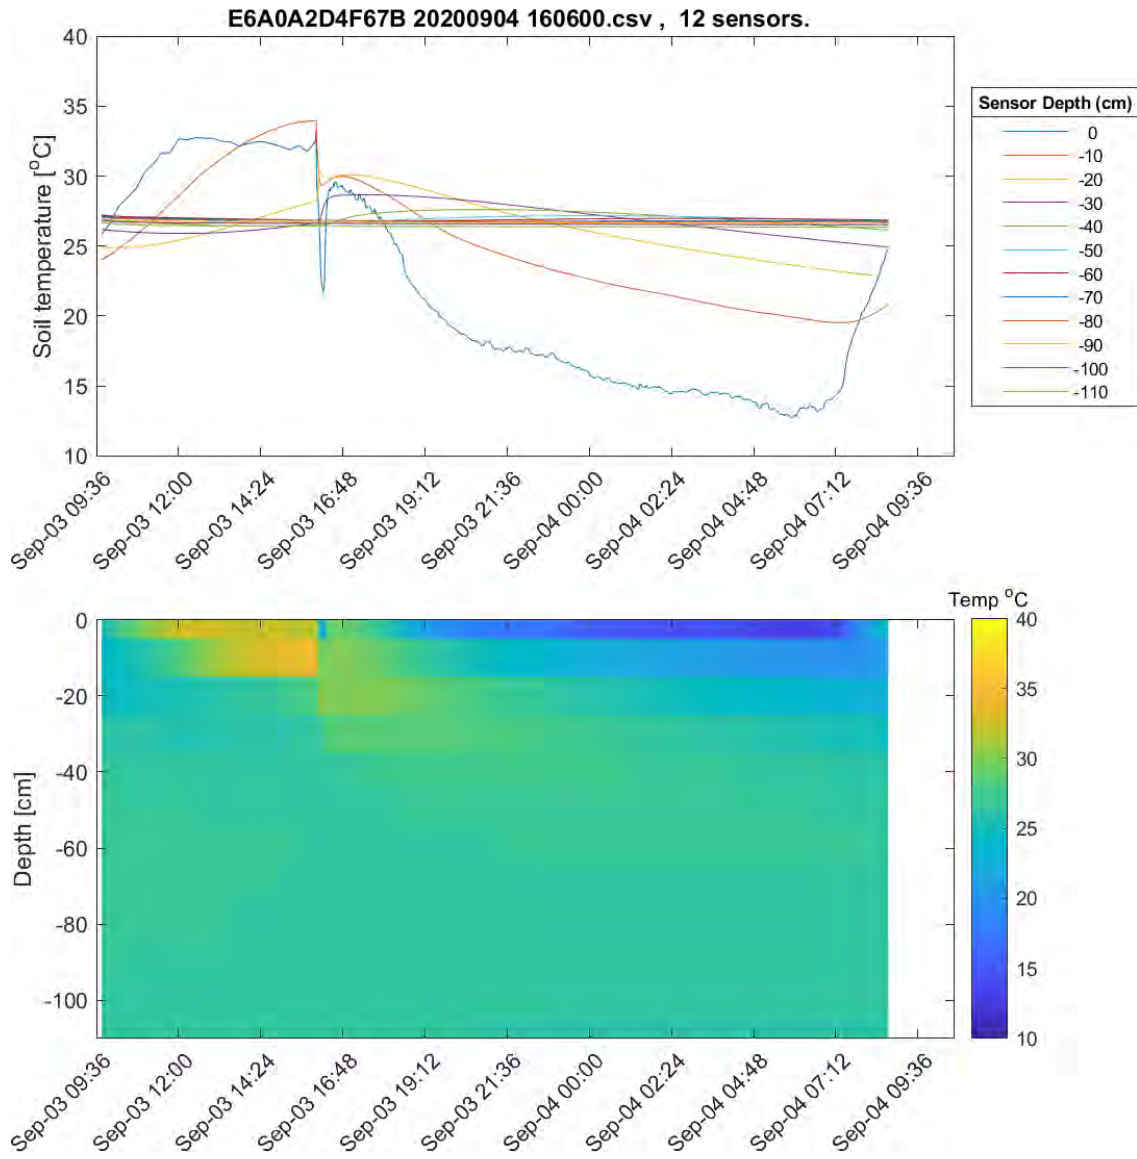 E6A0A2D4F67B 20200904 160600.csv , 12 sensors.
Soil temperature [°C]
40
35
30
25
20
15
10
Sep-03 09:36
Sep-03 12:00
Sep-03 14:24
Sep-03 16:48
Sep-03 19:12
Sep-03 21:36
Sep-04 00:00
Sep-04 02:24
Sep-04 04:48
Sep-04 07:12
Sep-04 09:36
Sensor Depth (cm)
0
-10
-20
-30
-40
-50
-60
-70
-80
-90
-100
-110
Depth [cm]
0
-20
-40
-60
-80
-100
Sep-03 09:36
Sep-03 12:00
Sep-03 14:24
Sep-03 16:48
Sep-03 19:12
Sep-03 21:36
Sep-04 00:00
Sep-04 02:24
Sep-04 04:48
Sep-04 07:12
Sep-04 09:36
Temp °C
40
35
30
25
20
15
10